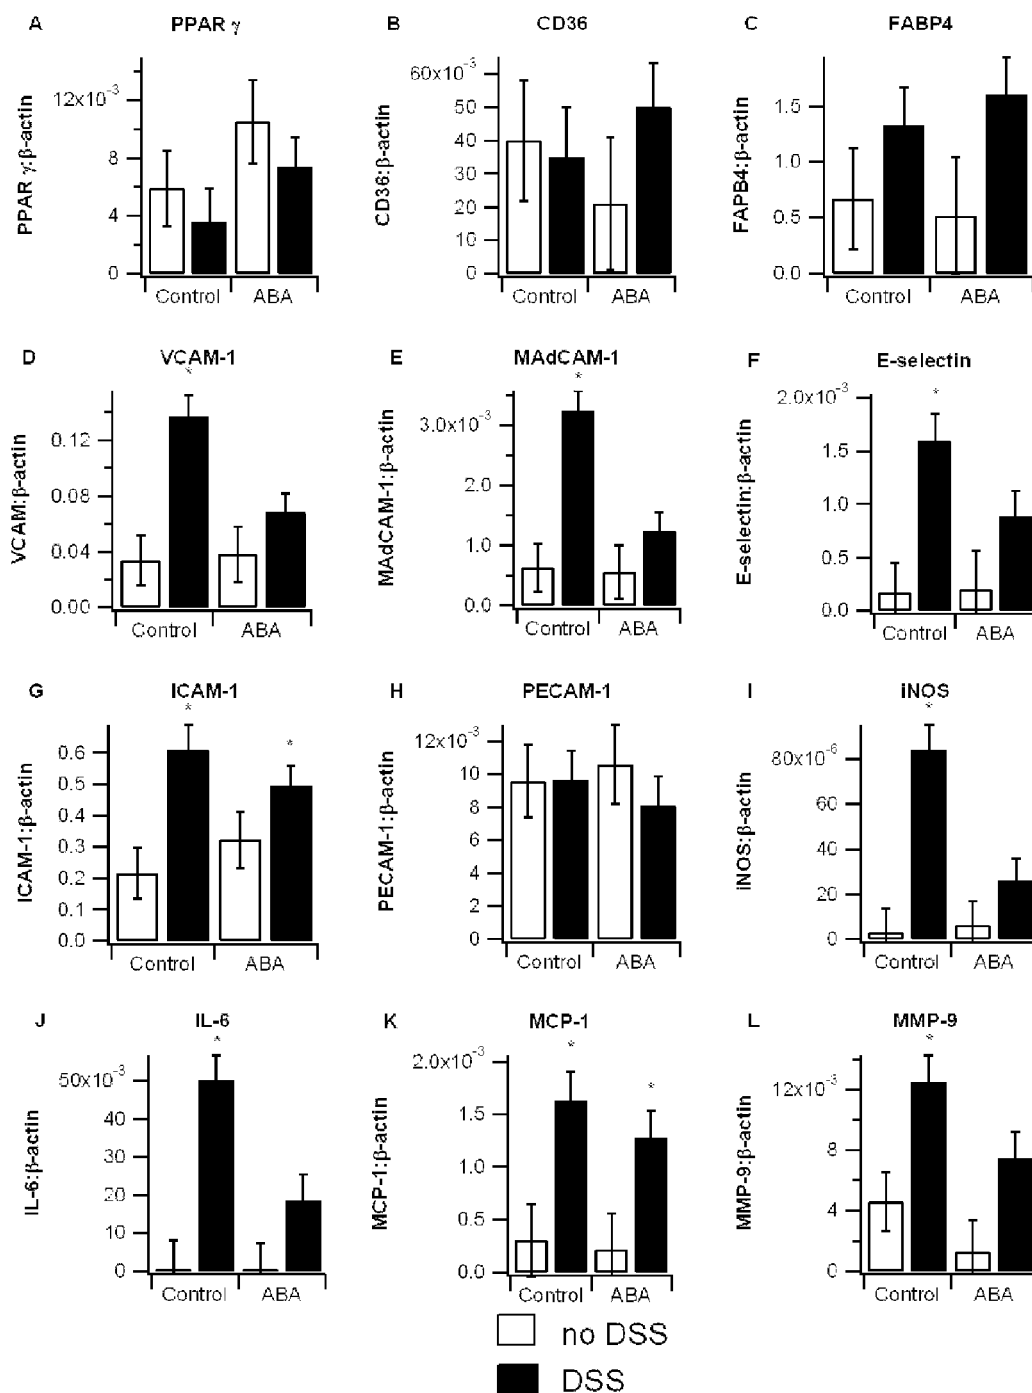 A PPAR γ
PPAR γ:β-actin
12x10⁻³
8
4
0
Control ABA
B CD36
CD36:β-actin
60x10⁻³
50
40
30
20
10
0
Control ABA
C FABP4
FAPB4:β-actin
1.5
1.0
0.5
0.0
Control ABA
D VCAM-1
*
VCAM:β-actin
0.12
0.08
0.04
0.00
Control ABA
E MAdCAM-1
*
MAdCAM-1:β-actin
3.0x10⁻³
1.0
0.0
Control ABA
F E-selectin
*
E-selectin:β-actin
2.0x10⁻³
1.0
0.5
0.0
Control ABA
G ICAM-1
* *
ICAM-1:β-actin
0.6
0.5
0.4
0.3
0.2
0.1
0.0
Control ABA
H PECAM-1
PECAM-1:β-actin
12x10⁻³
10
8
6
4
2
0
Control ABA
I iNOS
*
iNOS:β-actin
80x10⁻⁶
60
40
20
0
Control ABA
J IL-6
*
IL-6:β-actin
50x10⁻³
40
30
20
10
0
Control ABA
K MCP-1
* *
MCP-1:β-actin
2.0x10⁻³
1.5
1.0
0.5
0.0
Control ABA
L MMP-9
*
MMP-9:β-actin
12x10⁻³
8
4
0
Control ABA
no DSS
DSS